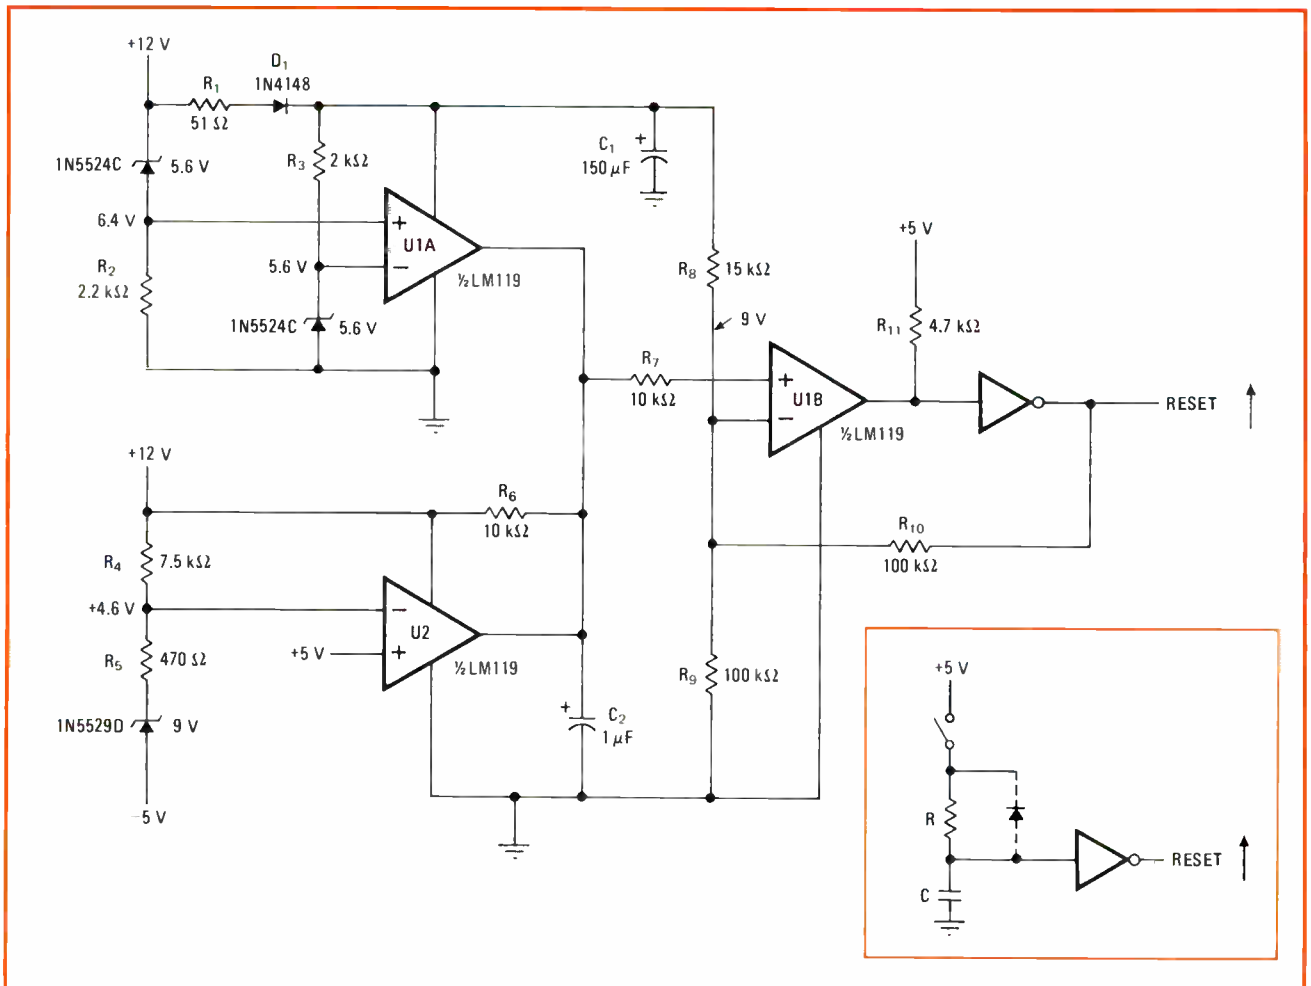 +12 V
R1
51 Ω
D1
1N4148
1N5524C
5.6 V
R3
2 kΩ
C1
150 μF
+
6.4 V
+
U1A
−
½LM119
5.6 V
R2
2.2 kΩ
1N5524C
5.6 V
R8
15 kΩ
9 V
+5 V
R11
4.7 kΩ
R7
10 kΩ
+
U1B
−
½LM119
RESET
+12 V
R6
10 kΩ
R10
100 kΩ
R4
7.5 kΩ
+4.6 V
−
U2
+
½LM119
+5 V
R5
470 Ω
1N5529D
9 V
−5 V
+
C2
1 μF
R9
100 kΩ
+5 V
R
C
RESET